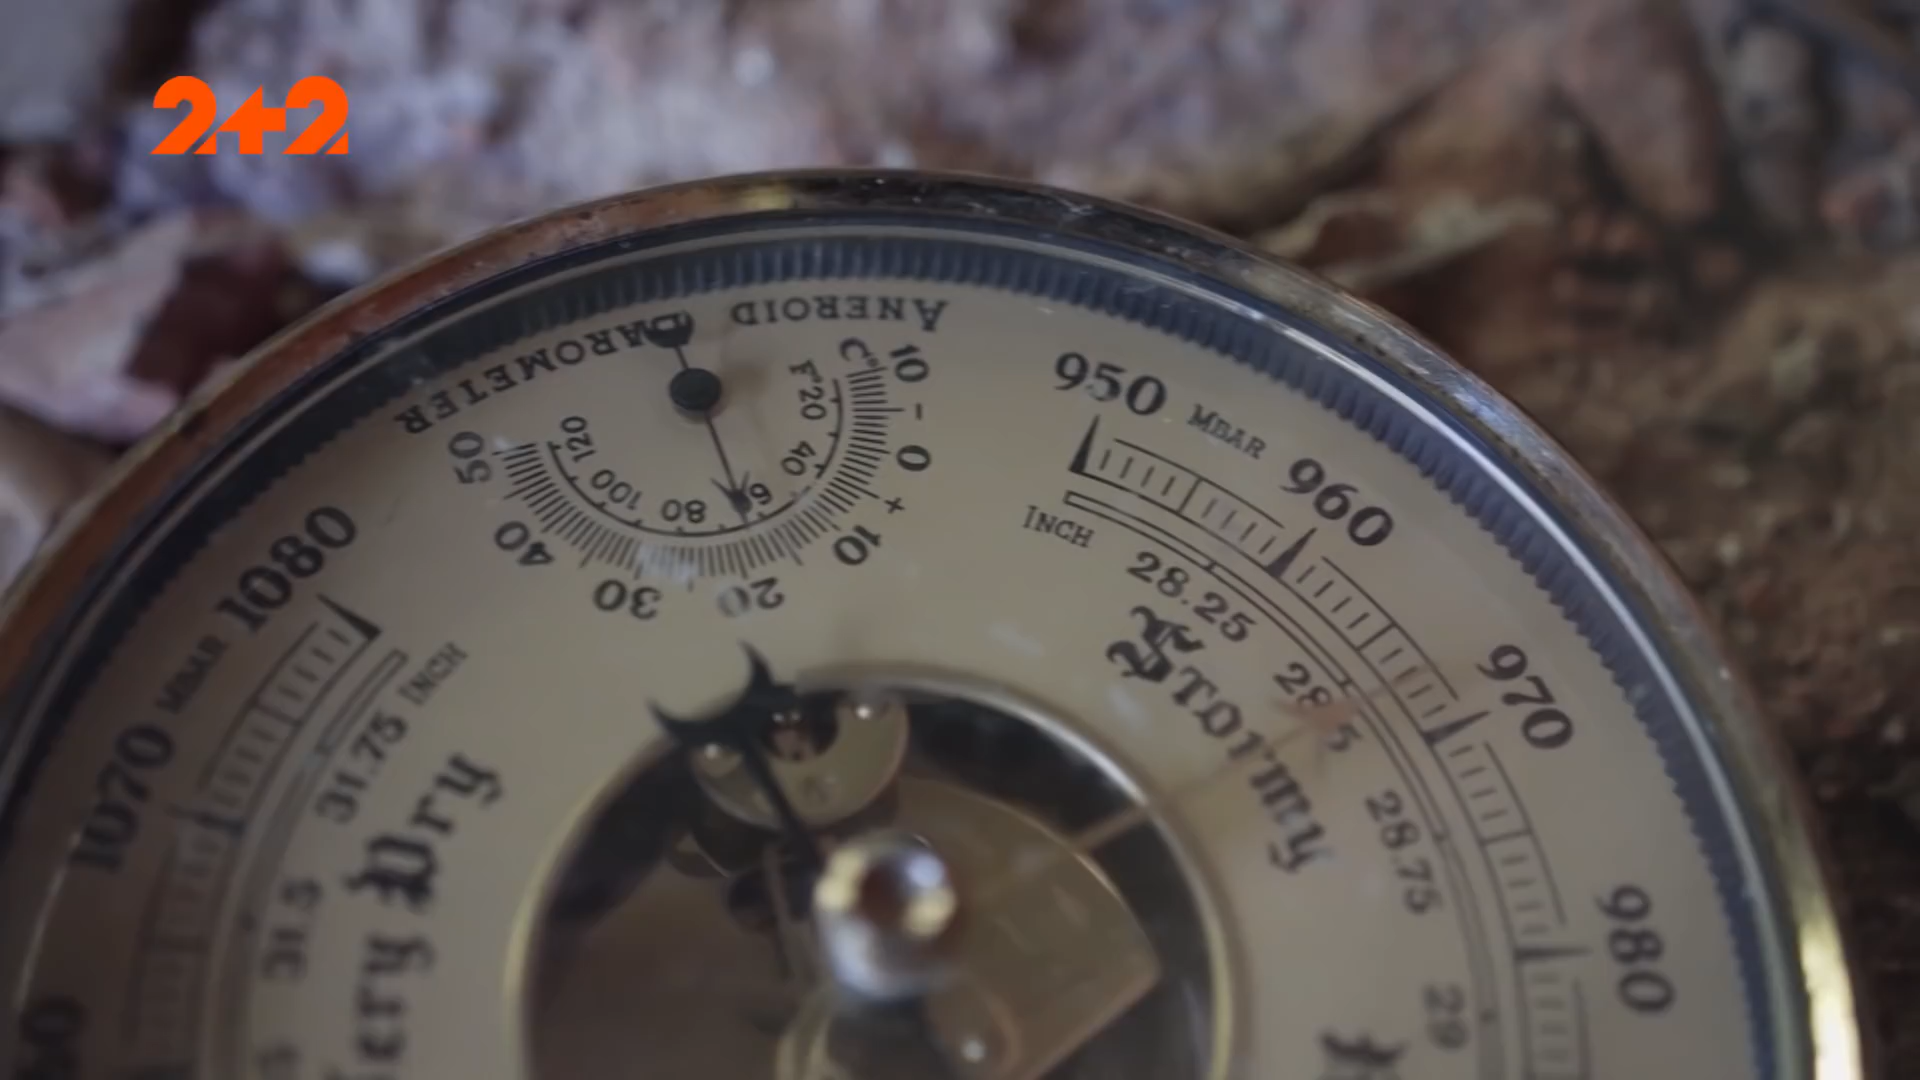 2+2
ANEROID BAROMETER
C° 10 - 0 + 10 20 30 40 50
F° 20 40 60 80 100 120
950 MBAR 960 970 980
INCH 28.25 28.5 28.75 29
Stormy
1070 MBAR 1080
31.5 31.75 INCH
Very Dry